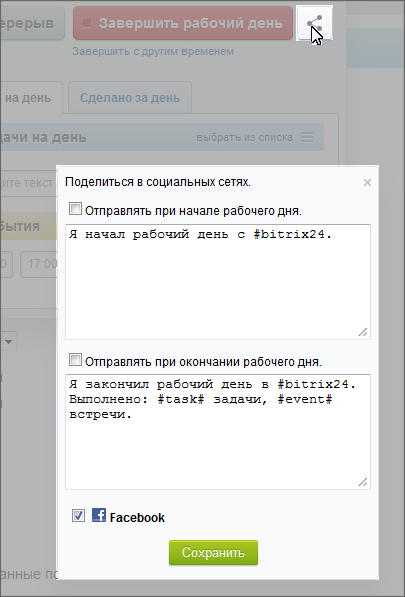 ерерыв
Завершить рабочий день
Завершить с другим временем
на день
Сделано за день
дачи на день
выбрать из списка
ите текст
бытия
0
17:00
Поделиться в социальных сетях.
Отправлять при начале рабочего дня.
Я начал рабочий день с #bitrix24.
Отправлять при окончании рабочего дня.
Я закончил рабочий день в #bitrix24.
Выполнено: #task# задачи, #event#
встречи.
Facebook
Сохранить
анные по